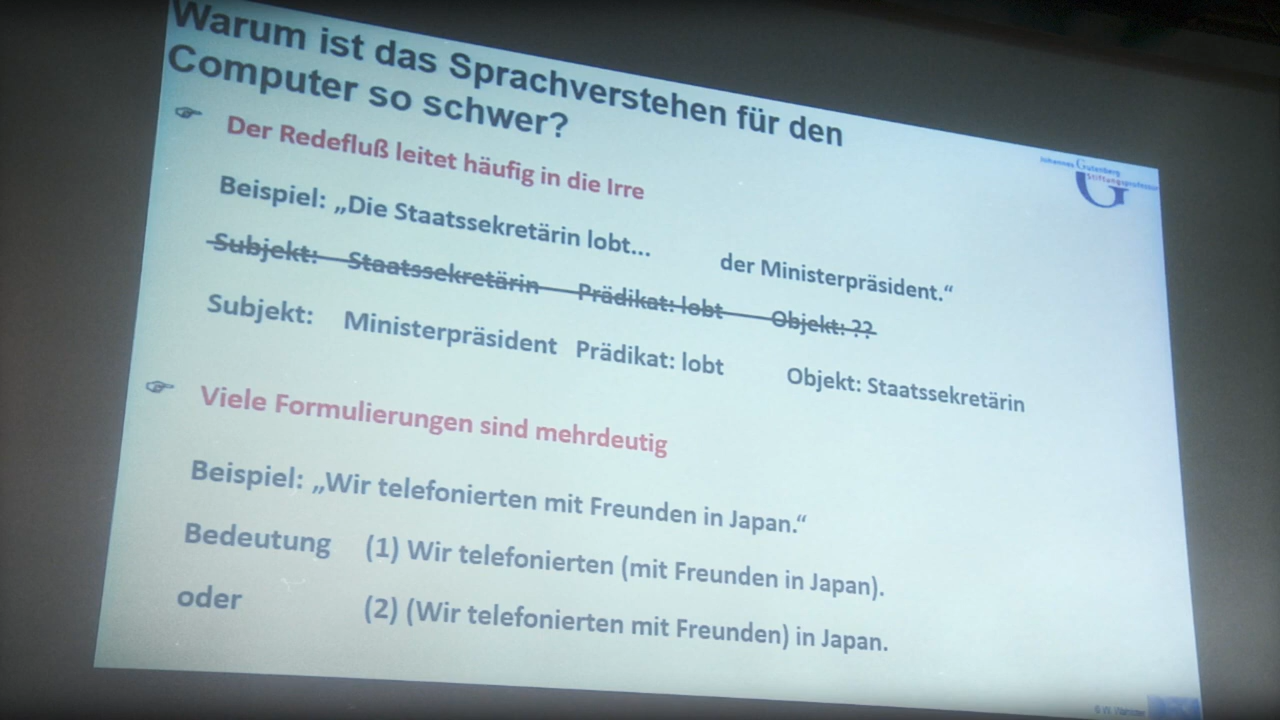 Warum ist das Sprachverstehen für den
Computer so schwer?
Johannes Gutenberg
Stiftungsprofessur
☞ Der Redefluß leitet häufig in die Irre
Beispiel: „Die Staatssekretärin lobt... der Ministerpräsident.“
Subjekt: Staatssekretärin Prädikat: lobt Objekt: ??
Subjekt: Ministerpräsident Prädikat: lobt Objekt: Staatssekretärin
☞ Viele Formulierungen sind mehrdeutig
Beispiel: „Wir telefonierten mit Freunden in Japan.“
Bedeutung (1) Wir telefonierten (mit Freunden in Japan).
oder (2) (Wir telefonierten mit Freunden) in Japan.